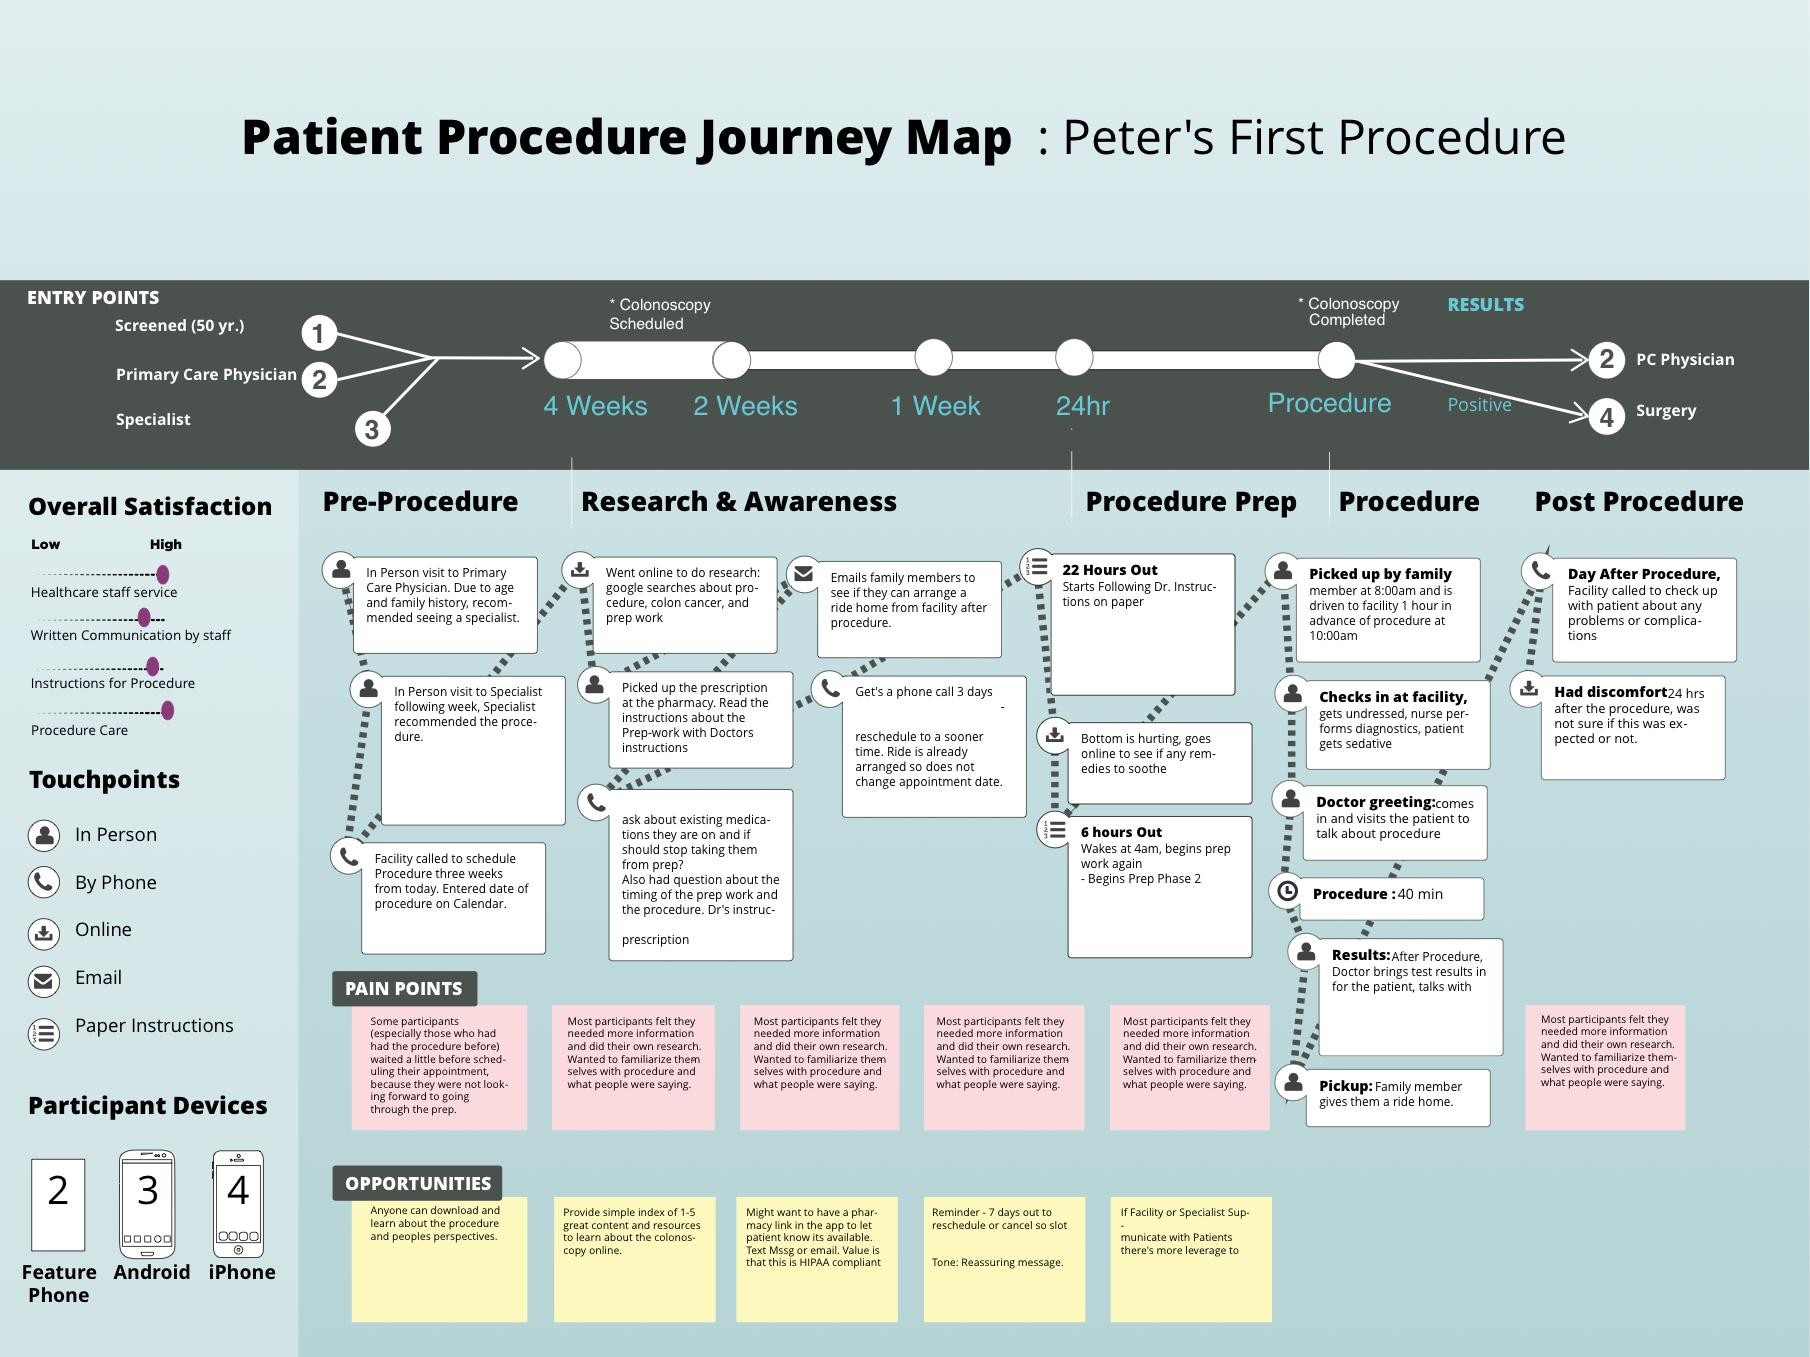 Patient Procedure Journey Map : Peter's First Procedure
ENTRY POINTS
Screened (50 yr.)
1
Primary Care Physician
2
Specialist
3
* Colonoscopy
Scheduled
4 Weeks
2 Weeks
1 Week
24hr
* Colonoscopy
Completed
Procedure
RESULTS
2
PC Physician
Positive
4
Surgery
Overall Satisfaction
Low
High
Healthcare staff service
Written Communication by staff
Instructions for Procedure
Procedure Care
Touchpoints
In Person
By Phone
Online
Email
1
2
3
Paper Instructions
Participant Devices
2
3
4
Feature
Phone
Android
iPhone
Pre-Procedure
In Person visit to Primary
Care Physician. Due to age
and family history, recom-
mended seeing a specialist.
In Person visit to Specialist
following week, Specialist
recommended the proce-
dure.
Facility called to schedule
Procedure three weeks
from today. Entered date of
procedure on Calendar.
Research & Awareness
Went online to do research:
google searches about pro-
cedure, colon cancer, and
prep work
Picked up the prescription
at the pharmacy. Read the
instructions about the
Prep-work with Doctors
instructions
ask about existing medica-
tions they are on and if
should stop taking them
from prep?
Also had question about the
timing of the prep work and
the procedure. Dr's instruc-
prescription
Emails family members to
see if they can arrange a
ride home from facility after
procedure.
Get's a phone call 3 days
-
reschedule to a sooner
time. Ride is already
arranged so does not
change appointment date.
Procedure Prep
1
2
3
22 Hours Out
Starts Following Dr. Instruc-
tions on paper
Bottom is hurting, goes
online to see if any rem-
edies to soothe
1
2
3
6 hours Out
Wakes at 4am, begins prep
work again
- Begins Prep Phase 2
Procedure
Picked up by family
member at 8:00am and is
driven to facility 1 hour in
advance of procedure at
10:00am
Checks in at facility,
gets undressed, nurse per-
forms diagnostics, patient
gets sedative
Doctor greeting:comes
in and visits the patient to
talk about procedure
Procedure : 40 min
Results: After Procedure,
Doctor brings test results in
for the patient, talks with
Pickup: Family member
gives them a ride home.
Post Procedure
Day After Procedure,
Facility called to check up
with patient about any
problems or complica-
tions
Had discomfort 24 hrs
after the procedure, was
not sure if this was ex-
pected or not.
PAIN POINTS
Some participants
(especially those who had
had the procedure before)
waited a little before sched-
uling their appointment,
because they were not look-
ing forward to going
through the prep.
Most participants felt they
needed more information
and did their own research.
Wanted to familiarize them-
selves with procedure and
what people were saying.
Most participants felt they
needed more information
and did their own research.
Wanted to familiarize them-
selves with procedure and
what people were saying.
Most participants felt they
needed more information
and did their own research.
Wanted to familiarize them-
selves with procedure and
what people were saying.
Most participants felt they
needed more information
and did their own research.
Wanted to familiarize them-
selves with procedure and
what people were saying.
Most participants felt they
needed more information
and did their own research.
Wanted to familiarize them-
selves with procedure and
what people were saying.
OPPORTUNITIES
Anyone can download and
learn about the procedure
and peoples perspectives.
Provide simple index of 1-5
great content and resources
to learn about the colonos-
copy online.
Might want to have a phar-
macy link in the app to let
patient know its available.
Text Mssg or email. Value is
that this is HIPAA compliant
Reminder - 7 days out to
reschedule or cancel so slot
Tone: Reassuring message.
If Facility or Specialist Sup-
-
municate with Patients
there's more leverage to